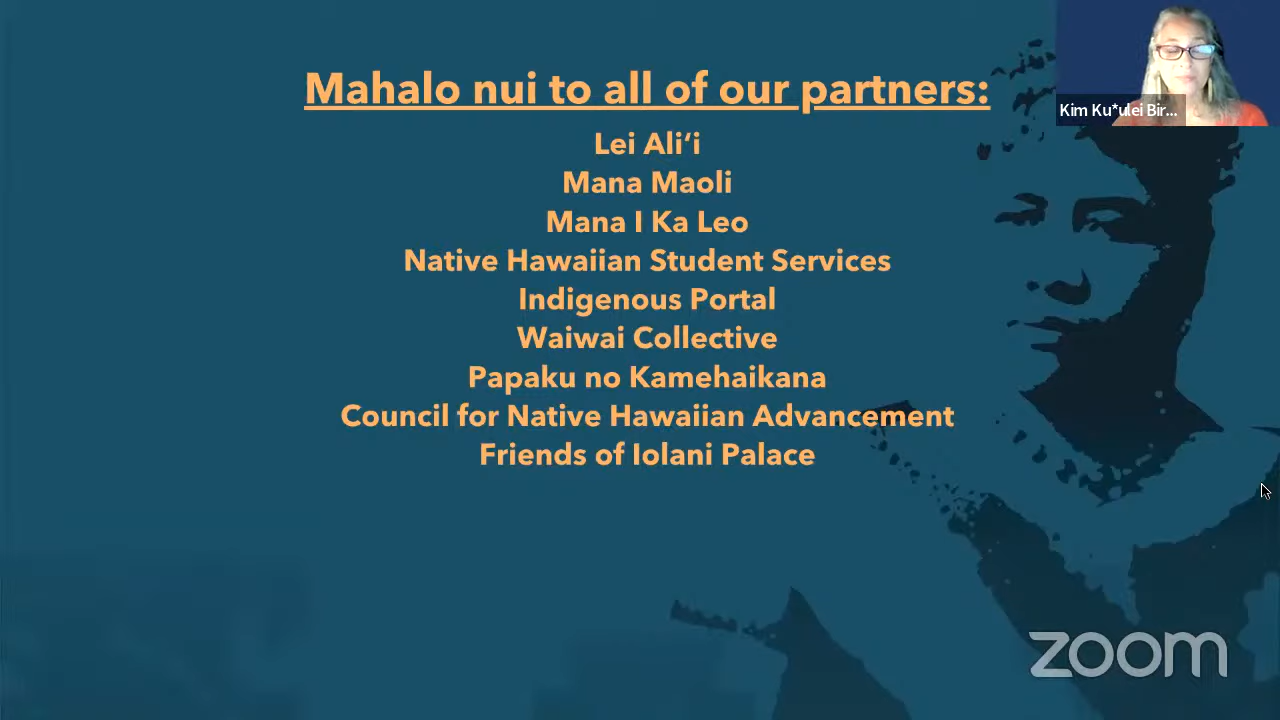 Mahalo nui to all of our partners:
Kim Ku*ulei Bir...
Lei Aliʻi
Mana Maoli
Mana I Ka Leo
Native Hawaiian Student Services
Indigenous Portal
Waiwai Collective
Papaku no Kamehaikana
Council for Native Hawaiian Advancement
Friends of Iolani Palace
zoom